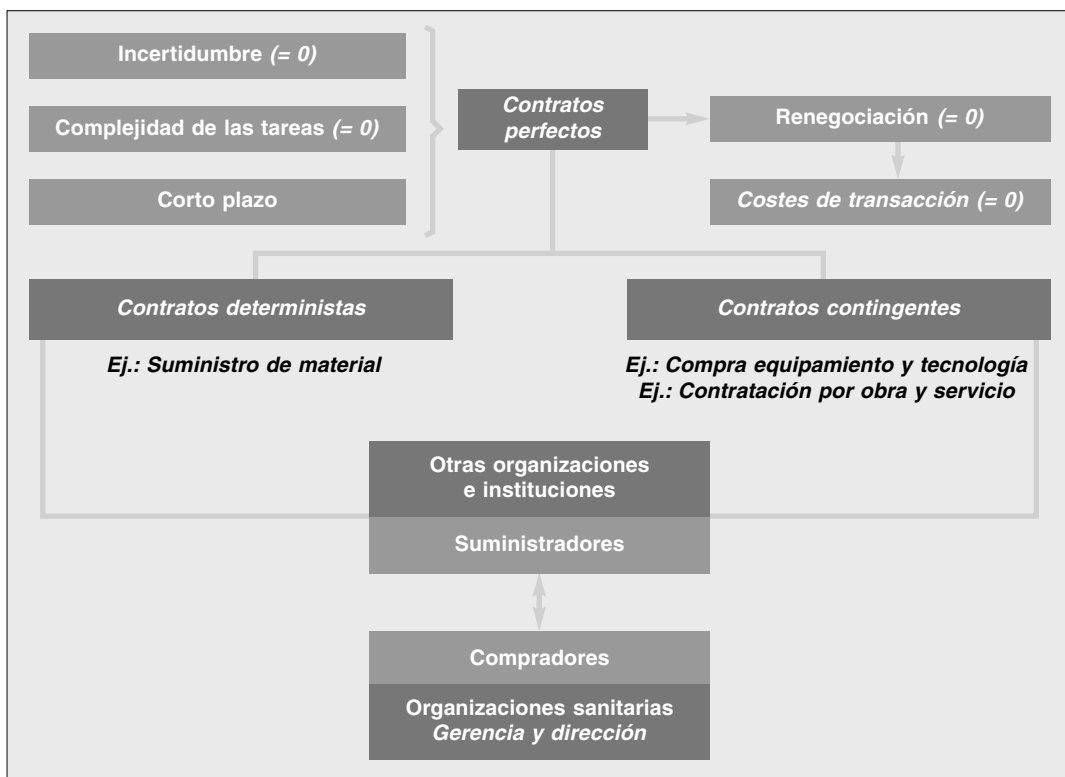 Incertidumbre (= 0)
Complejidad de las tareas (= 0)
Corto plazo
Contratos
perfectos
Renegociación (= 0)
Costes de transacción (= 0)
Contratos deterministas
Contratos contingentes
Ej.: Suministro de material
Ej.: Compra equipamiento y tecnología
Ej.: Contratación por obra y servicio
Otras organizaciones
e instituciones
Suministradores
Compradores
Organizaciones sanitarias
Gerencia y dirección